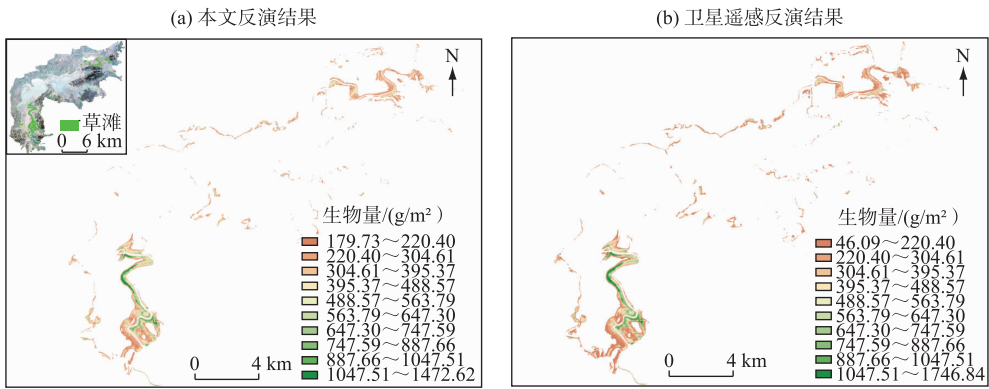 (a) 本文反演结果
N
草滩
0 6 km
生物量/(g/m²)
179.73～220.40
220.40～304.61
304.61～395.37
395.37～488.57
488.57～563.79
563.79～647.30
647.30～747.59
747.59～887.66
887.66～1047.51
1047.51～1472.62
0 4 km
(b) 卫星遥感反演结果
N
生物量/(g/m²)
46.09～220.40
220.40～304.61
304.61～395.37
395.37～488.57
488.57～563.79
563.79～647.30
647.30～747.59
747.59～887.66
887.66～1047.51
1047.51～1746.84
0 4 km